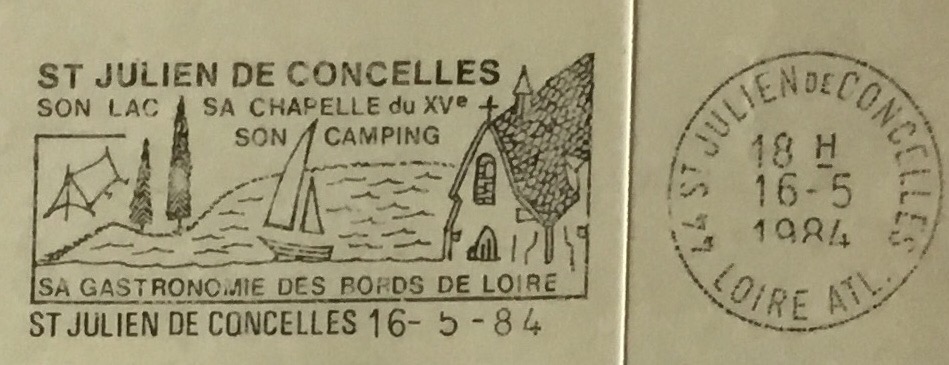 ST JULIEN DE CONCELLES
SON LAC SA CHAPELLE du XVe
SON CAMPING
SA GASTRONOMIE DES BORDS DE LOIRE
ST JULIEN DE CONCELLES 16- 5 - 84
44 ST JULIEN DE CONCELLES
18 H
16-5
1984
LOIRE ATL.